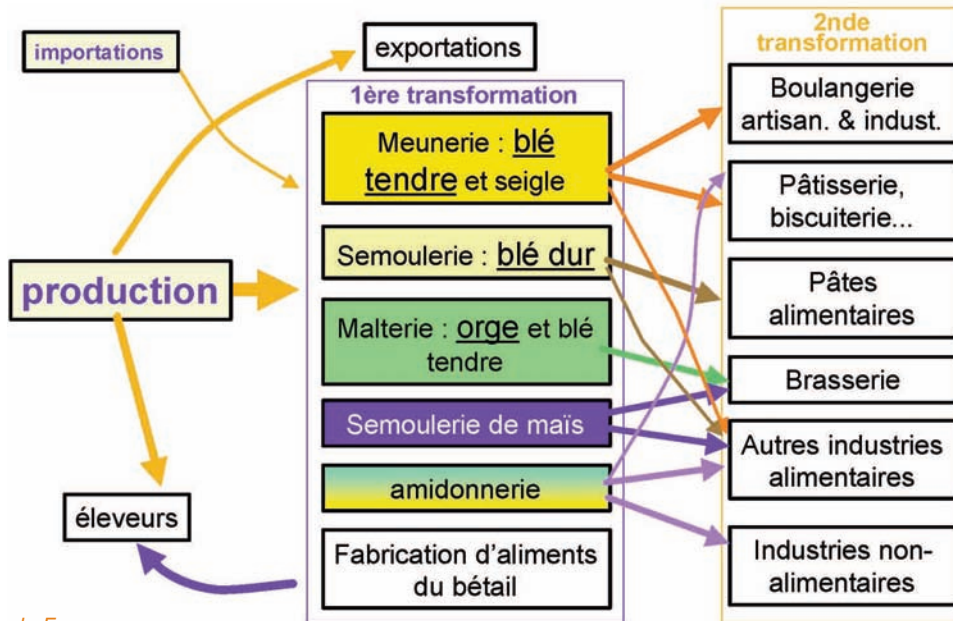 importations
exportations
production
éleveurs
1ère transformation
Meunerie : blé
tendre et seigle
Semoulerie : blé dur
Malterie : orge et blé
tendre
Semoulerie de maïs
amidonnerie
Fabrication d’aliments
du bétail
2nde
transformation
Boulangerie
artisan. & indust.
Pâtisserie,
biscuiterie...
Pâtes
alimentaires
Brasserie
Autres industries
alimentaires
Industries non-
alimentaires